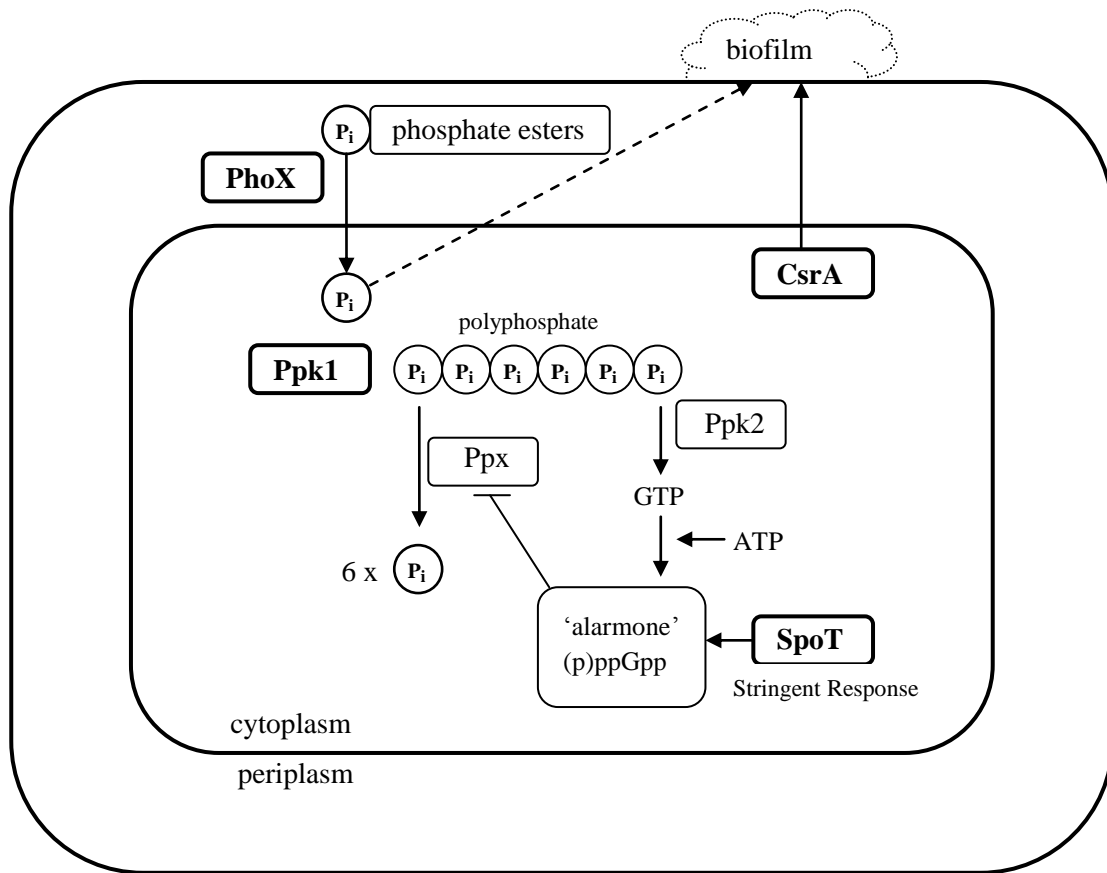 biofilm
Pi phosphate esters
PhoX
CsrA
Pi
polyphosphate
Ppk1
Pi Pi Pi Pi Pi Pi
Ppk2
Ppx
GTP
ATP
6 x Pi
‘alarmone’
(p)ppGpp
SpoT
Stringent Response
cytoplasm
periplasm